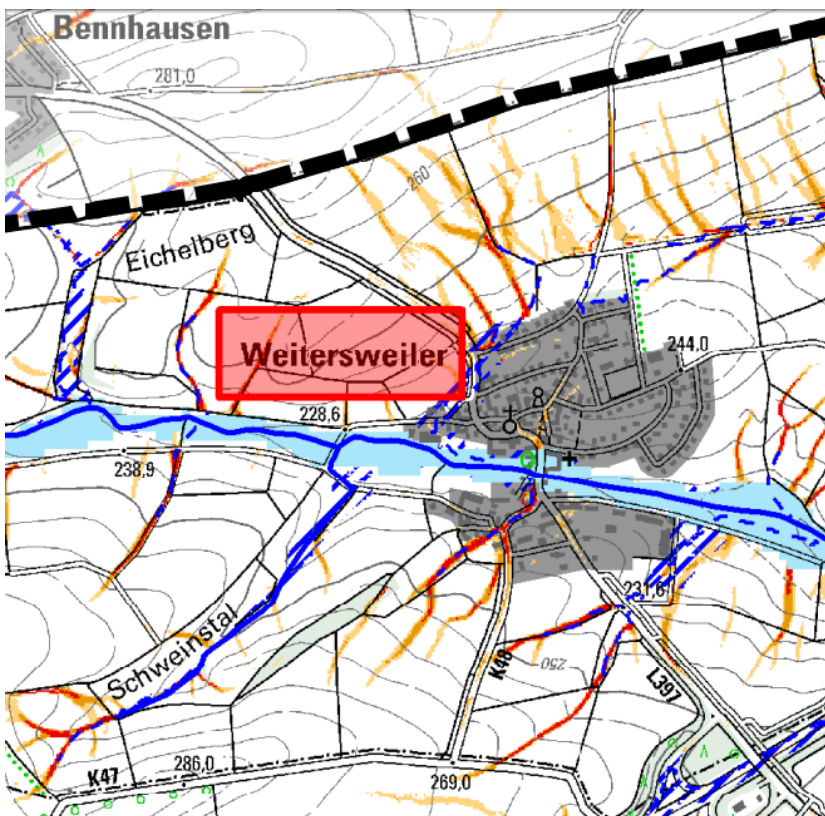 Bennhausen
281,0
260
Eichelberg
Weitersweiler
244,0
228,6
238,9
231,6
Schweinstal
K48
250
L397
K47
286,0
269,0